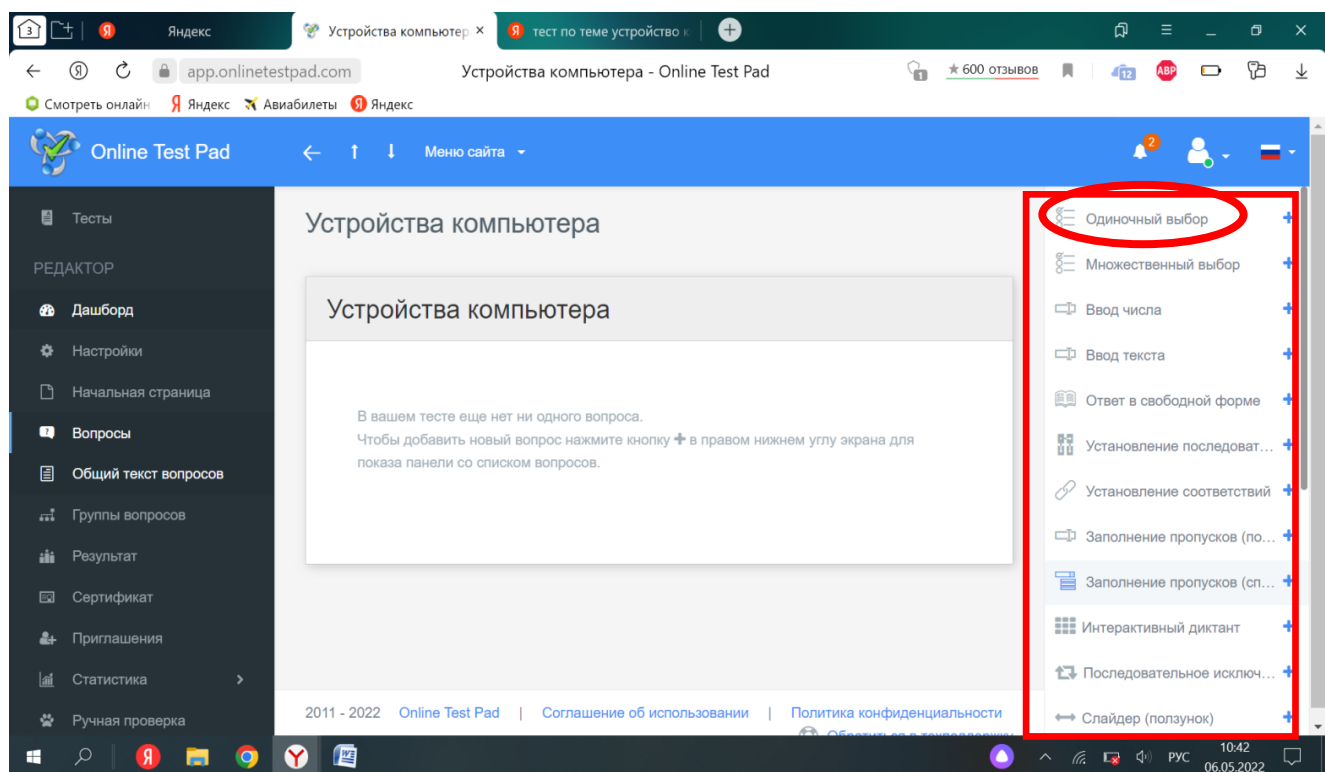 3
Яндекс
Устройства компьютер
тест по теме устройство к
app.onlinetestpad.com
Устройства компьютера - Online Test Pad
1
★ 600 отзывов
12
ABP
Смотреть онлайн
Яндекс
Авиабилеты
Яндекс
Online Test Pad
Меню сайта
2
Тесты
РЕДАКТОР
Дашборд
Настройки
Начальная страница
Вопросы
Общий текст вопросов
Группы вопросов
Результат
Сертификат
Приглашения
Статистика
Ручная проверка
Устройства компьютера
Устройства компьютера
В вашем тесте еще нет ни одного вопроса.
Чтобы добавить новый вопрос нажмите кнопку + в правом нижнем углу экрана для
показа панели со списком вопросов.
2011 - 2022 Online Test Pad | Соглашение об использовании | Политика конфиденциальности
Обратиться в техподдержку
Одиночный выбор
Множественный выбор
Ввод числа
Ввод текста
Ответ в свободной форме
Установление последоват...
Установление соответствий
Заполнение пропусков (по...
Заполнение пропусков (сп...
Интерактивный диктант
Последовательное исключ...
Слайдер (ползунок)
РУС
10:42
06.05.2022